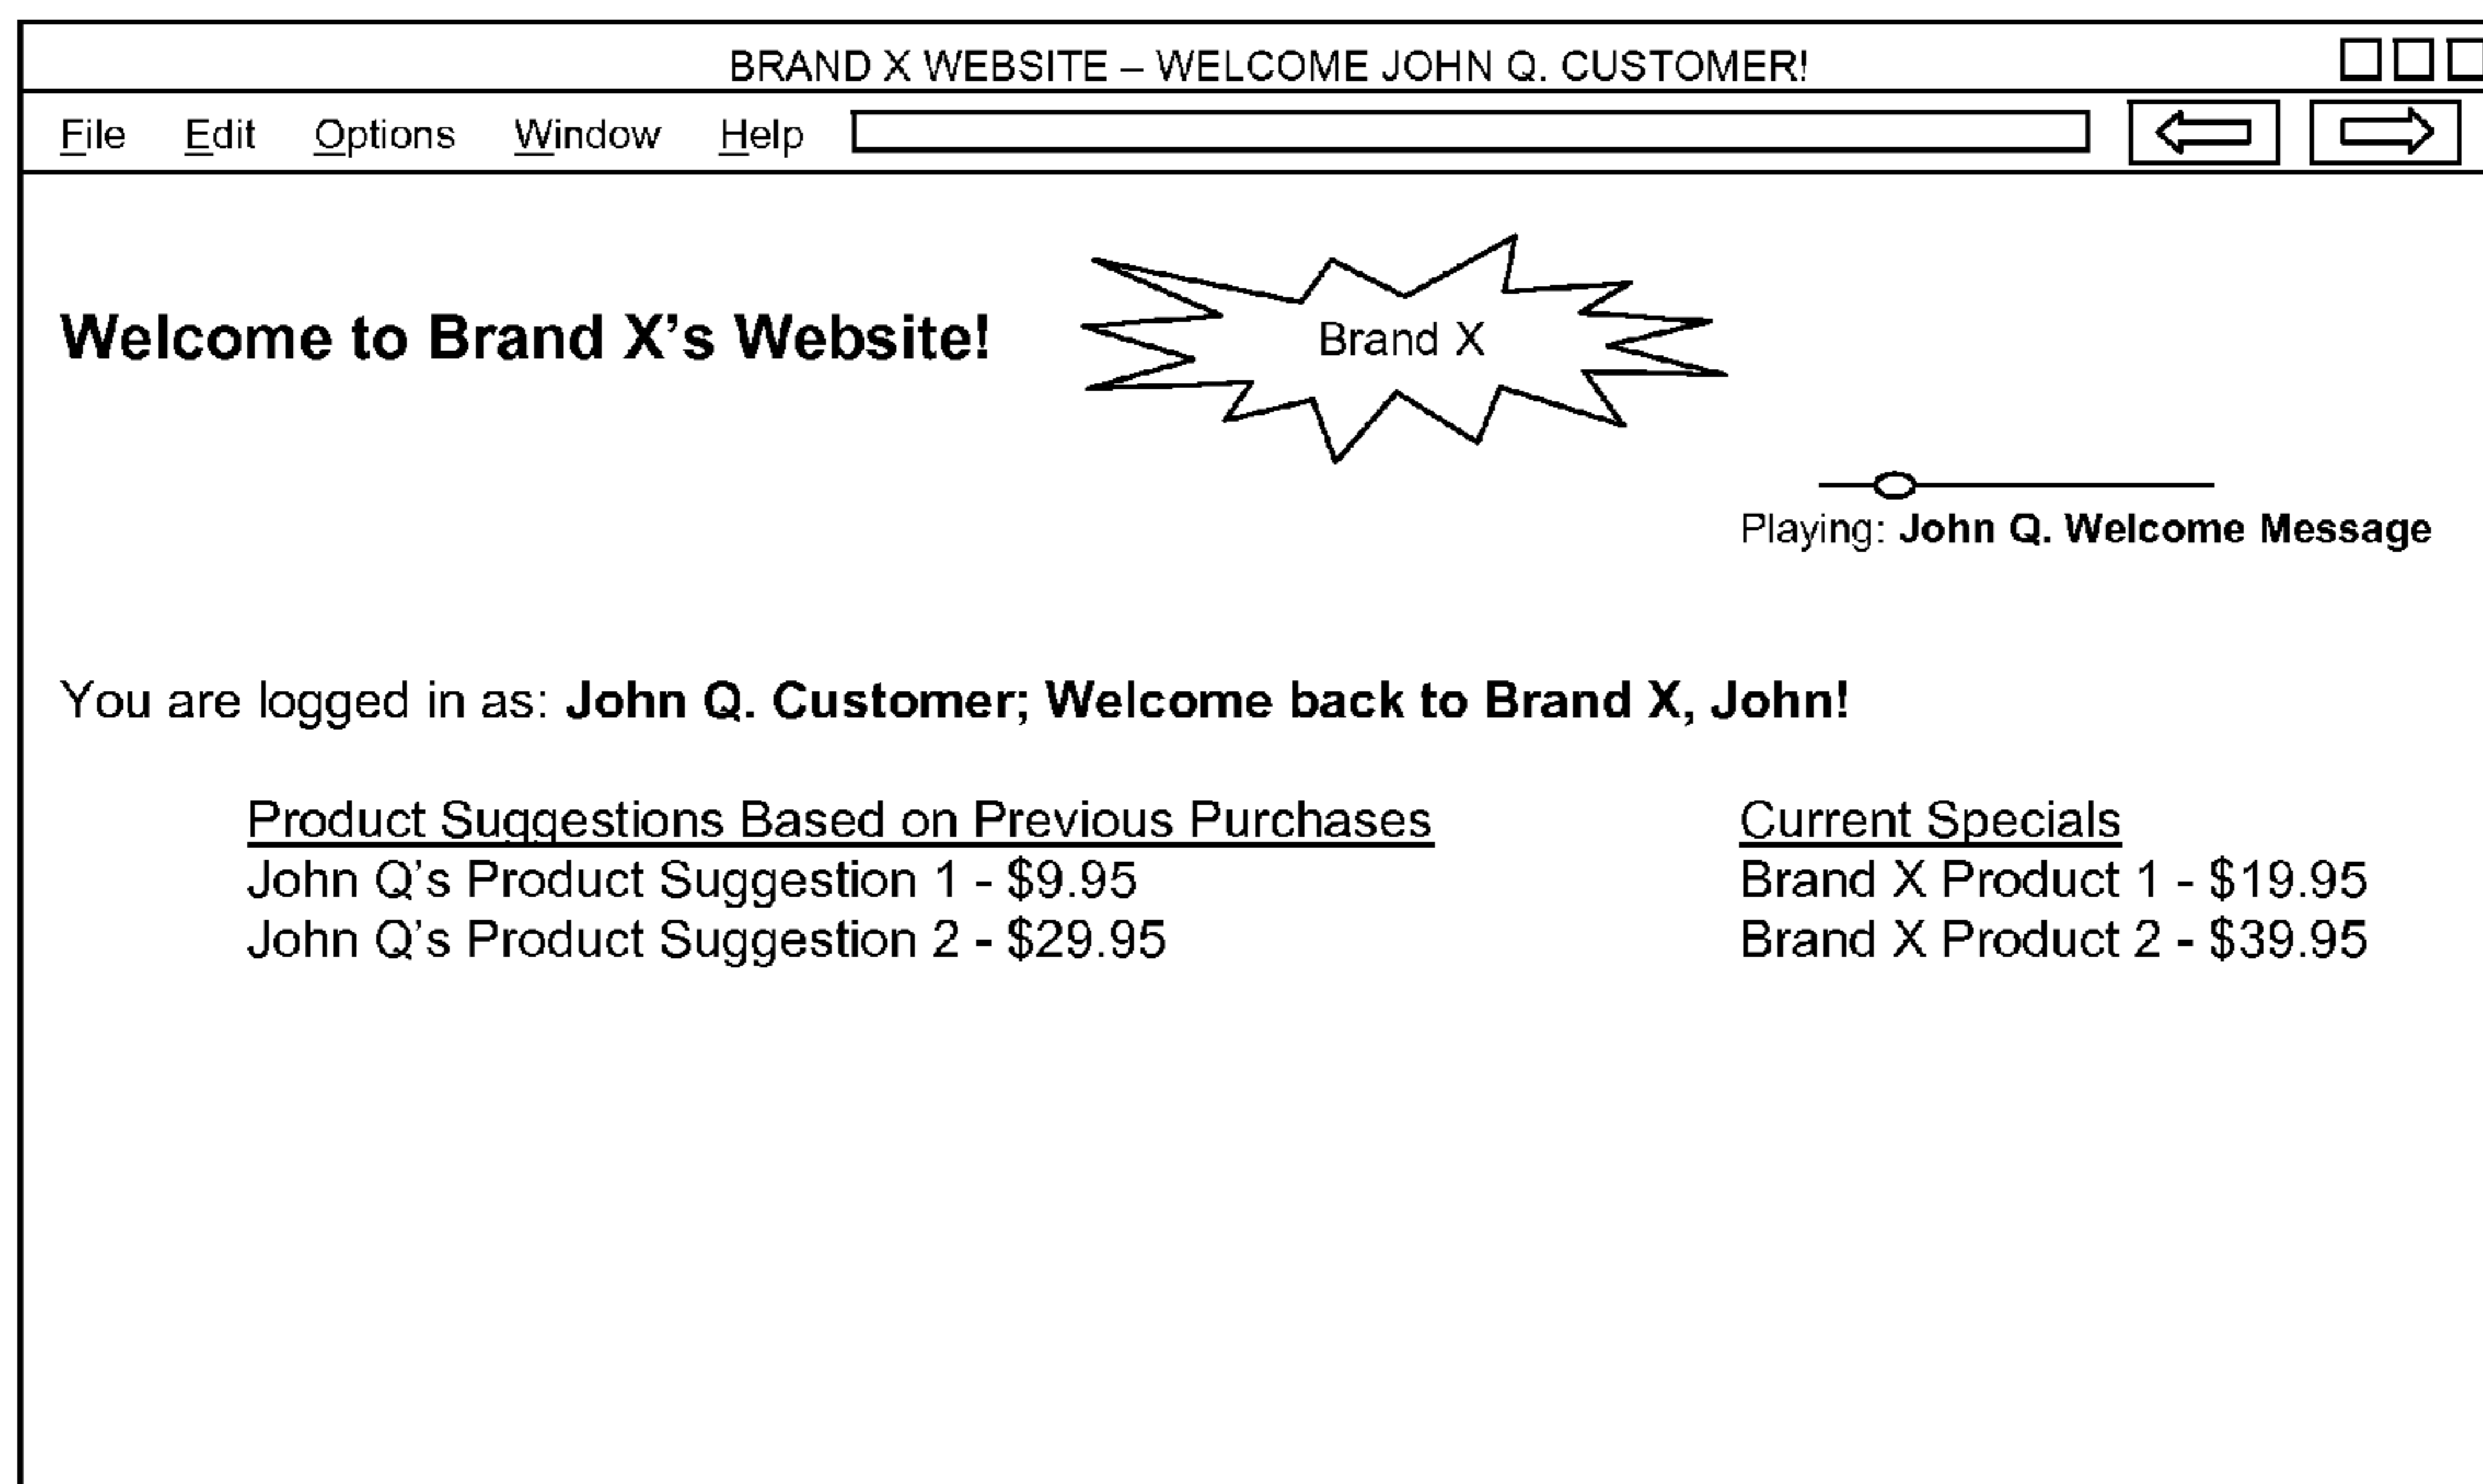 BRAND X WEBSITE – WELCOME JOHN Q. CUSTOMER!
File Edit Options Window Help
Welcome to Brand X’s Website!
Brand X
Playing: John Q. Welcome Message
You are logged in as: John Q. Customer; Welcome back to Brand X, John!
Product Suggestions Based on Previous Purchases
John Q’s Product Suggestion 1 - $9.95
John Q’s Product Suggestion 2 - $29.95
Current Specials
Brand X Product 1 - $19.95
Brand X Product 2 - $39.95